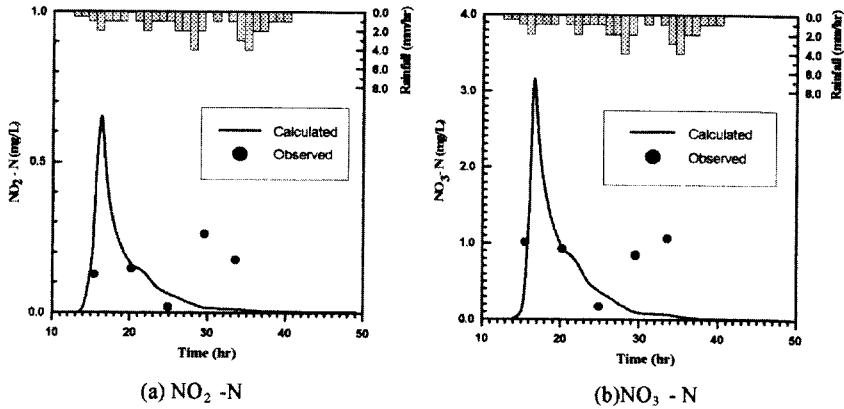 1.0
0.5
0.0
NO2 - N (mg/L)
0.0
2.0
4.0
6.0
8.0
Rainfall (mm/hr)
Calculated
Observed
10 20 30 40 50
Time (hr)
(a) NO2 -N
4.0
3.0
2.0
1.0
0.0
NO3- N (mg/L)
0.0
2.0
4.0
6.0
8.0
Rainfall (mm/hr)
Calculated
Observed
10 20 30 40 50
Time (hr)
(b)NO3 - N